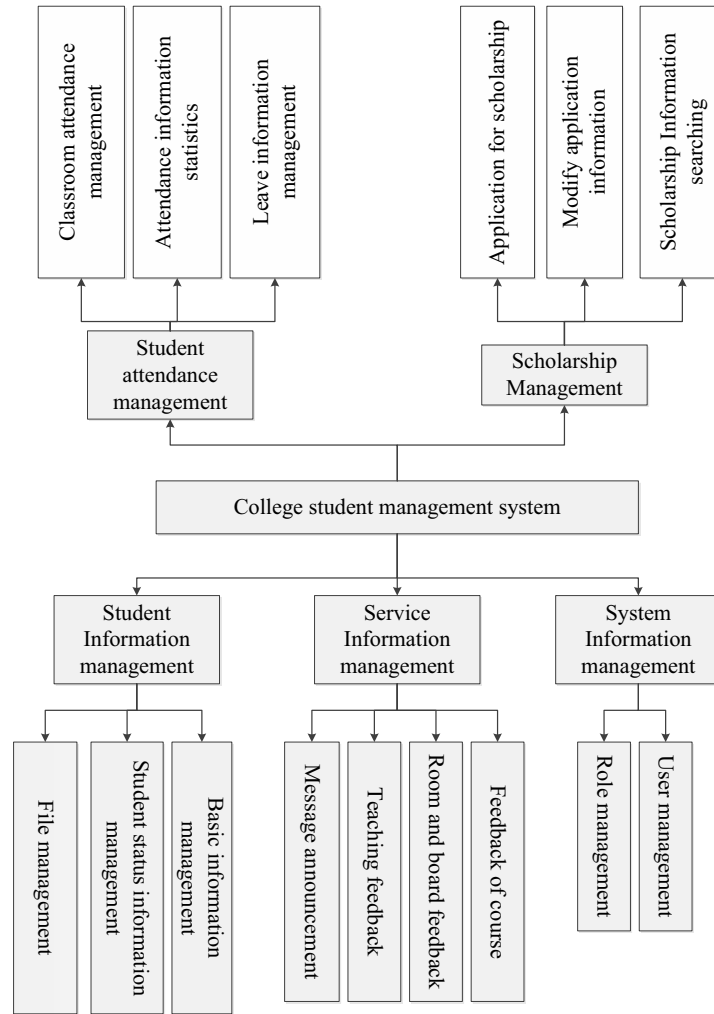 Classroom attendance
management
Attendance information
statistics
Leave information
management
Application for scholarship
Modify application
information
Scholarship Information
searching
Student
attendance
management
Scholarship
Management
College student management system
Student
Information
management
Service
Information
management
System
Information
management
File management
Student status information
management
Basic information
management
Message announcement
Teaching feedback
Room and board feedback
Feedback of course
Role management
User management